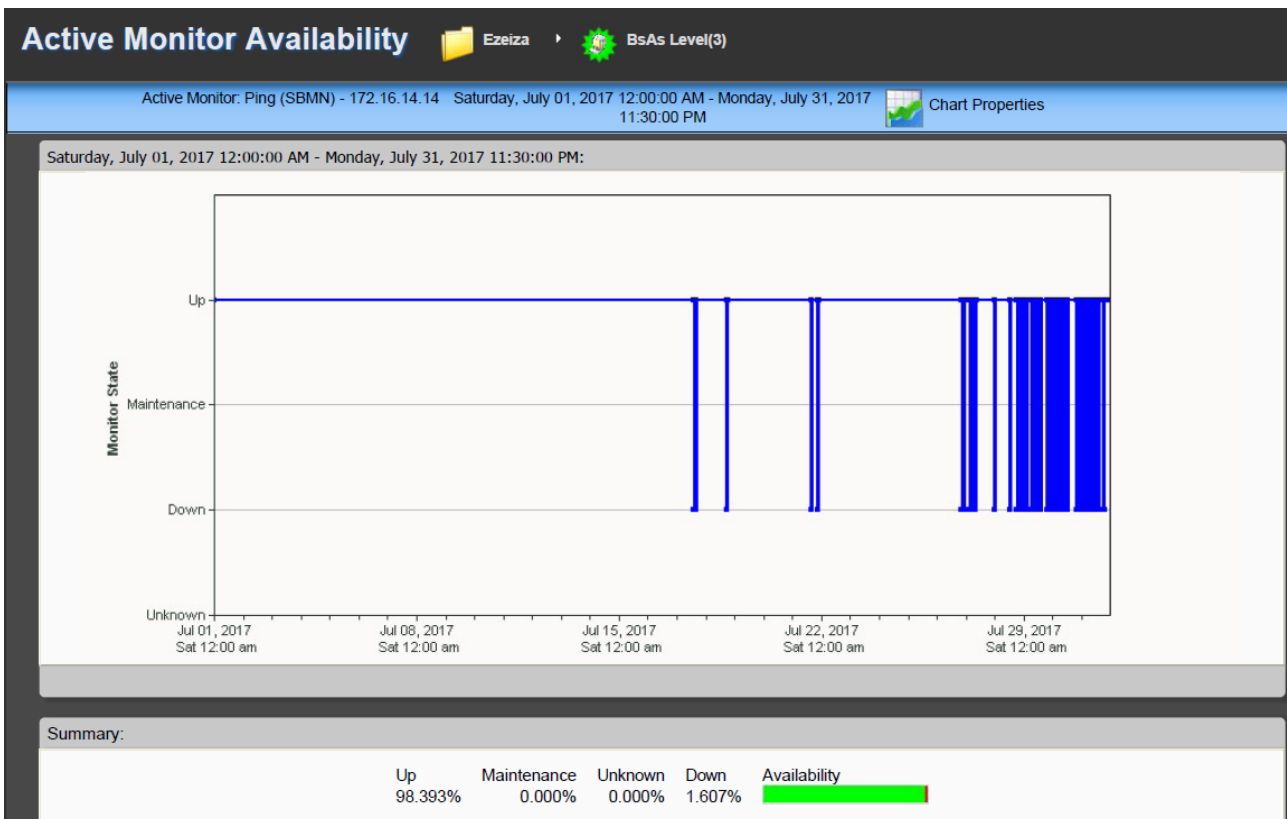 Active Monitor Availability Ezeiza BsAs Level(3)
Active Monitor: Ping (SBMN) - 172.16.14.14 Saturday, July 01, 2017 12:00:00 AM - Monday, July 31, 2017
11:30:00 PM
Chart Properties
Saturday, July 01, 2017 12:00:00 AM - Monday, July 31, 2017 11:30:00 PM:
Monitor State
Up
Maintenance
Down
Unknown
Jul 01, 2017 Jul 08, 2017 Jul 15, 2017 Jul 22, 2017 Jul 29, 2017
Sat 12:00 am Sat 12:00 am Sat 12:00 am Sat 12:00 am Sat 12:00 am
Summary:
Up Maintenance Unknown Down Availability
98.393% 0.000% 0.000% 1.607%